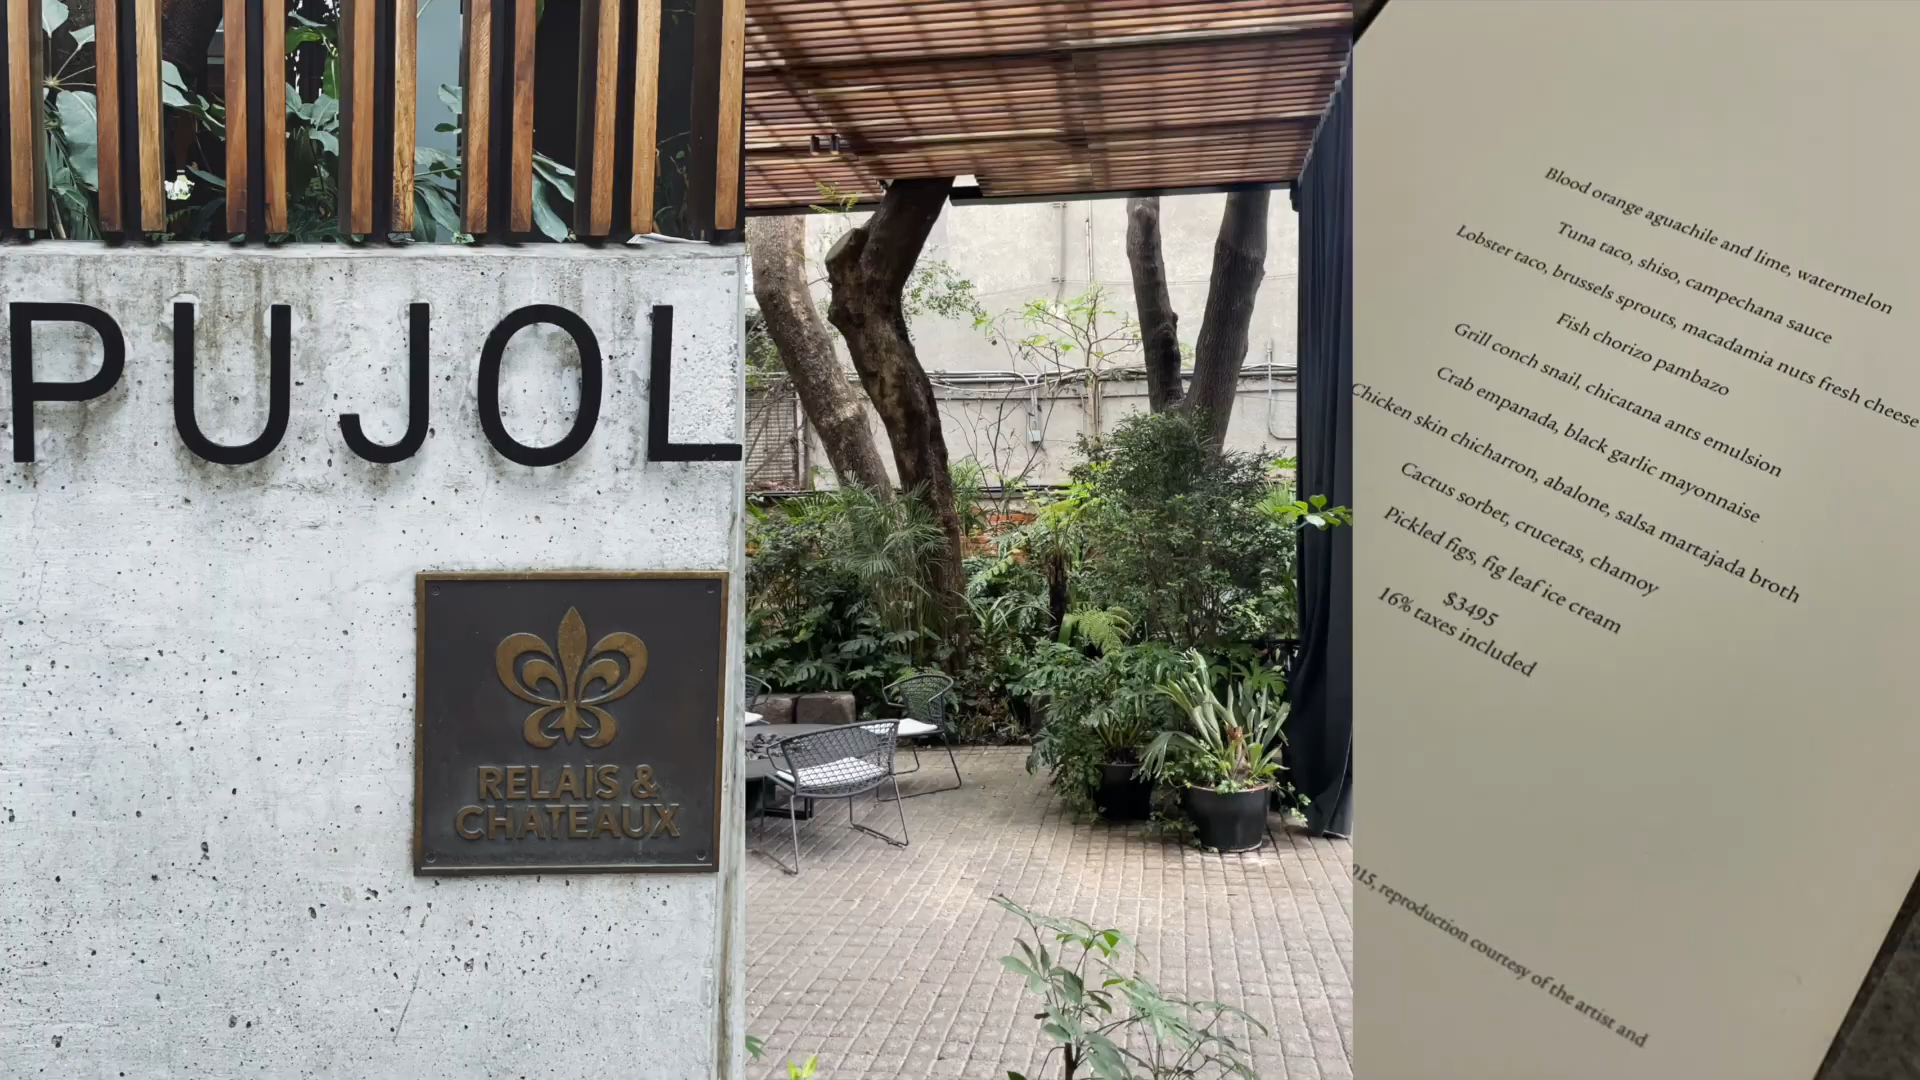 PUJOL
RELAIS &
CHATEAUX
Blood orange aguachile and lime, watermelon
Tuna taco, shiso, campechana sauce
Lobster taco, brussels sprouts, macadamia nuts fresh cheese
Fish chorizo pambazo
Grill conch snail, chicatana ants emulsion
Crab empanada, black garlic mayonnaise
Chicken skin chicharron, abalone, salsa martajada broth
Cactus sorbet, crucetas, chamoy
Pickled figs, fig leaf ice cream
$3495
16% taxes included
015, reproduction courtesy of the artist and